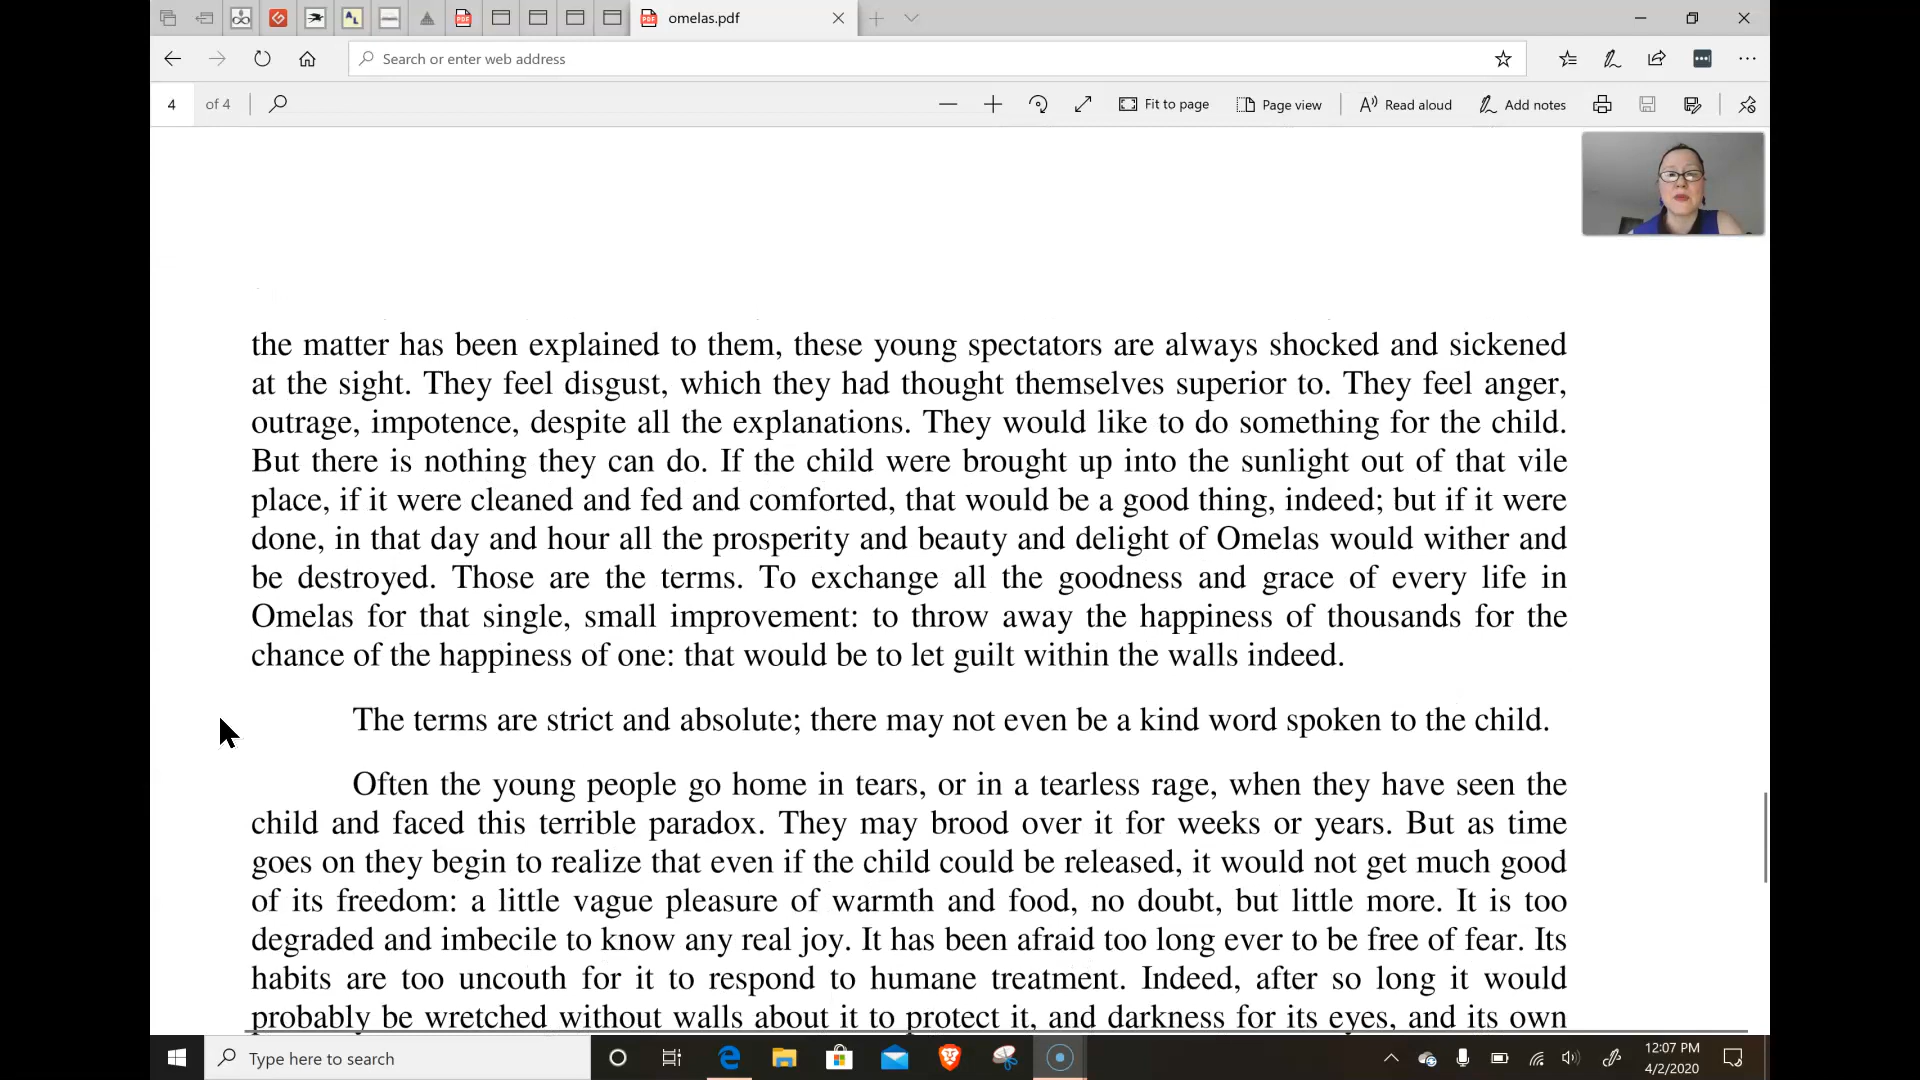 omelas.pdf
Search or enter web address
4 of 4
Fit to page
Page view
Read aloud
Add notes
the matter has been explained to them, these young spectators are always shocked and sickened
at the sight. They feel disgust, which they had thought themselves superior to. They feel anger,
outrage, impotence, despite all the explanations. They would like to do something for the child.
But there is nothing they can do. If the child were brought up into the sunlight out of that vile
place, if it were cleaned and fed and comforted, that would be a good thing, indeed; but if it were
done, in that day and hour all the prosperity and beauty and delight of Omelas would wither and
be destroyed. Those are the terms. To exchange all the goodness and grace of every life in
Omelas for that single, small improvement: to throw away the happiness of thousands for the
chance of the happiness of one: that would be to let guilt within the walls indeed.
The terms are strict and absolute; there may not even be a kind word spoken to the child.
Often the young people go home in tears, or in a tearless rage, when they have seen the
child and faced this terrible paradox. They may brood over it for weeks or years. But as time
goes on they begin to realize that even if the child could be released, it would not get much good
of its freedom: a little vague pleasure of warmth and food, no doubt, but little more. It is too
degraded and imbecile to know any real joy. It has been afraid too long ever to be free of fear. Its
habits are too uncouth for it to respond to humane treatment. Indeed, after so long it would
probably be wretched without walls about it to protect it, and darkness for its eyes, and its own
Type here to search
12:07 PM
4/2/2020